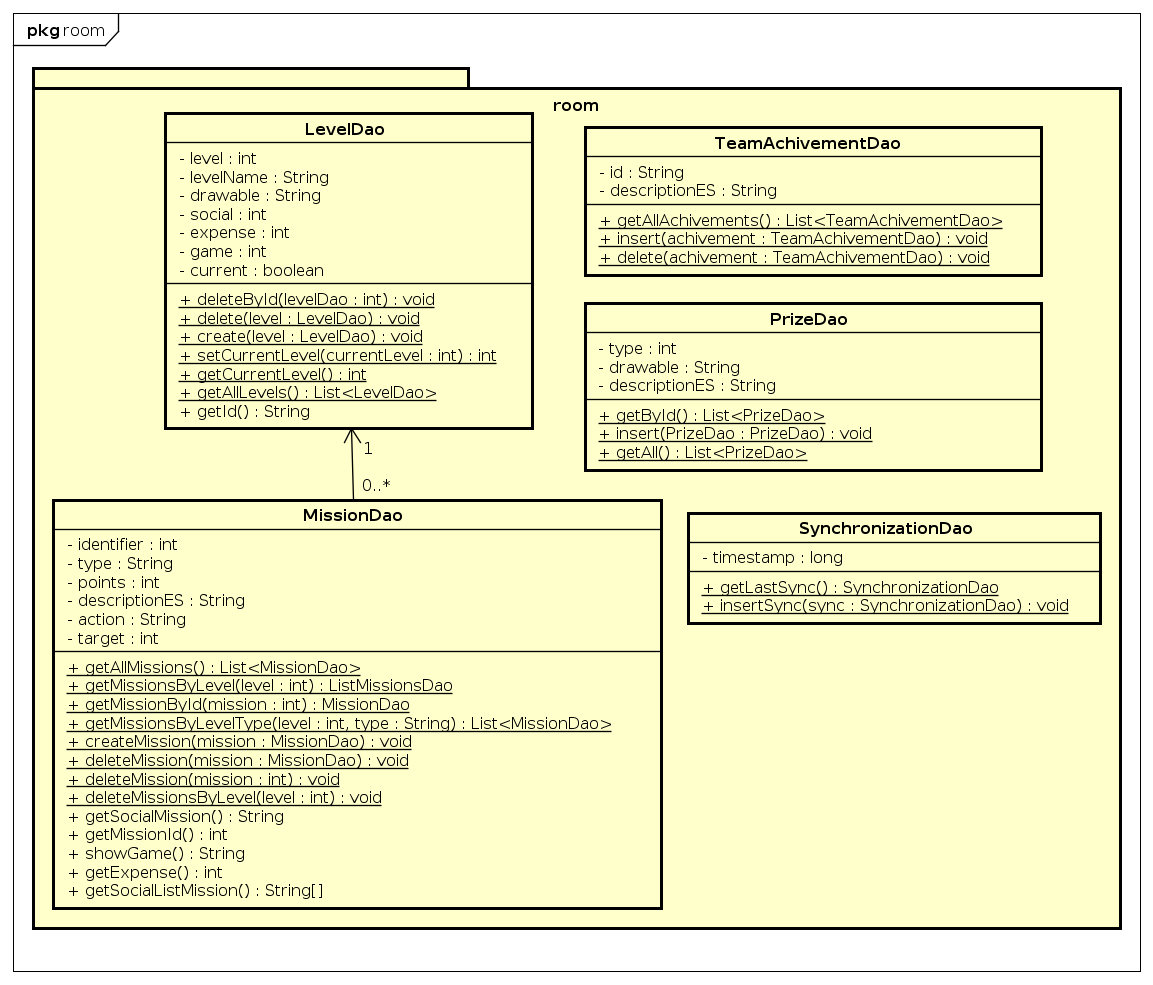 pkg room
room
LevelDao
- level : int
- levelName : String
- drawable : String
- social : int
- expense : int
- game : int
- current : boolean
+ deleteById(levelDao : int) : void
+ delete(level : LevelDao) : void
+ create(level : LevelDao) : void
+ setCurrentLevel(currentLevel : int) : int
+ getCurrentLevel() : int
+ getAllLevels() : List<LevelDao>
+ getId() : String
TeamAchivementDao
- id : String
- descriptionES : String
+ getAllAchivements() : List<TeamAchivementDao>
+ insert(achivement : TeamAchivementDao) : void
+ delete(achivement : TeamAchivementDao) : void
PrizeDao
- type : int
- drawable : String
- descriptionES : String
+ getById() : List<PrizeDao>
+ insert(PrizeDao : PrizeDao) : void
+ getAll() : List<PrizeDao>
1
0..*
MissionDao
- identifier : int
- type : String
- points : int
- descriptionES : String
- action : String
- target : int
+ getAllMissions() : List<MissionDao>
+ getMissionsByLevel(level : int) : ListMissionsDao
+ getMissionById(mission : int) : MissionDao
+ getMissionsByLevelType(level : int, type : String) : List<MissionDao>
+ createMission(mission : MissionDao) : void
+ deleteMission(mission : MissionDao) : void
+ deleteMission(mission : int) : void
+ deleteMissionsByLevel(level : int) : void
+ getSocialMission() : String
+ getMissionId() : int
+ showGame() : String
+ getExpense() : int
+ getSocialListMission() : String[]
SynchronizationDao
- timestamp : long
+ getLastSync() : SynchronizationDao
+ insertSync(sync : SynchronizationDao) : void